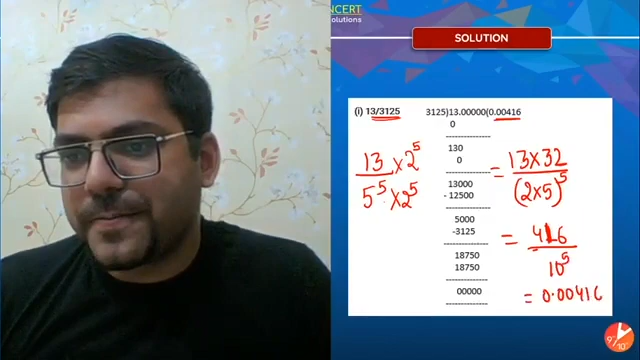 NCERT
Solutions
SOLUTION
(i) 13/3125 3125)13.00000(0.00416
0
130
0
13000
- 12500
5000
-3125
18750
18750
00000
13 × 2⁵
5⁵ × 2⁵
= 13×32
(2×5)⁵
= 416
10⁵
= 0.00416